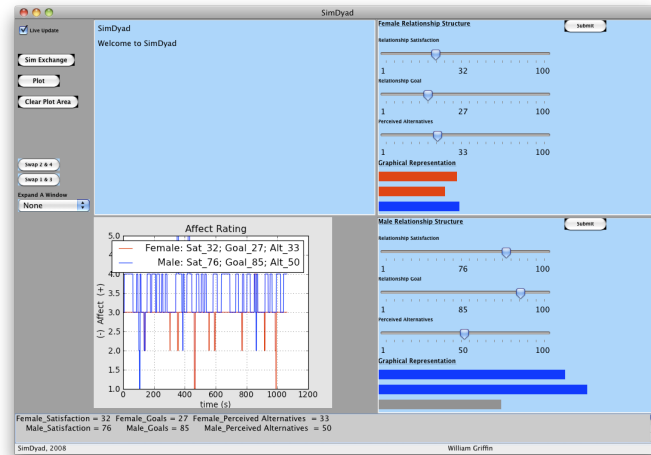 SimDyad
Live Update
Sim Exchange
Plot
Clear Plot Area
Swap 2 & 4
Swap 1 & 3
Expand A Window
None
SimDyad
Welcome to SimDyad
Female Relationship Structure
Submit
Relationship Satisfaction
1 32 100
Relationship Goal
1 27 100
Perceived Alternatives
1 33 100
Graphical Representation
Affect Rating
Female: Sat_32; Goal_27; Alt_33
Male: Sat_76; Goal_85; Alt_50
(-) Affect (+)
5.0
4.5
4.0
3.5
3.0
2.5
2.0
1.5
1.0
0 200 400 600 800 1000 1200
time (s)
Male Relationship Structure
Submit
Relationship Satisfaction
1 76 100
Relationship Goal
1 85 100
Perceived Alternatives
1 50 100
Graphical Representation
Female_Satisfaction = 32 Female_Goals = 27 Female_Perceived Alternatives = 33
Male_Satisfaction = 76 Male_Goals = 85 Male_Perceived Alternatives = 50
SimDyad, 2008 William Griffin